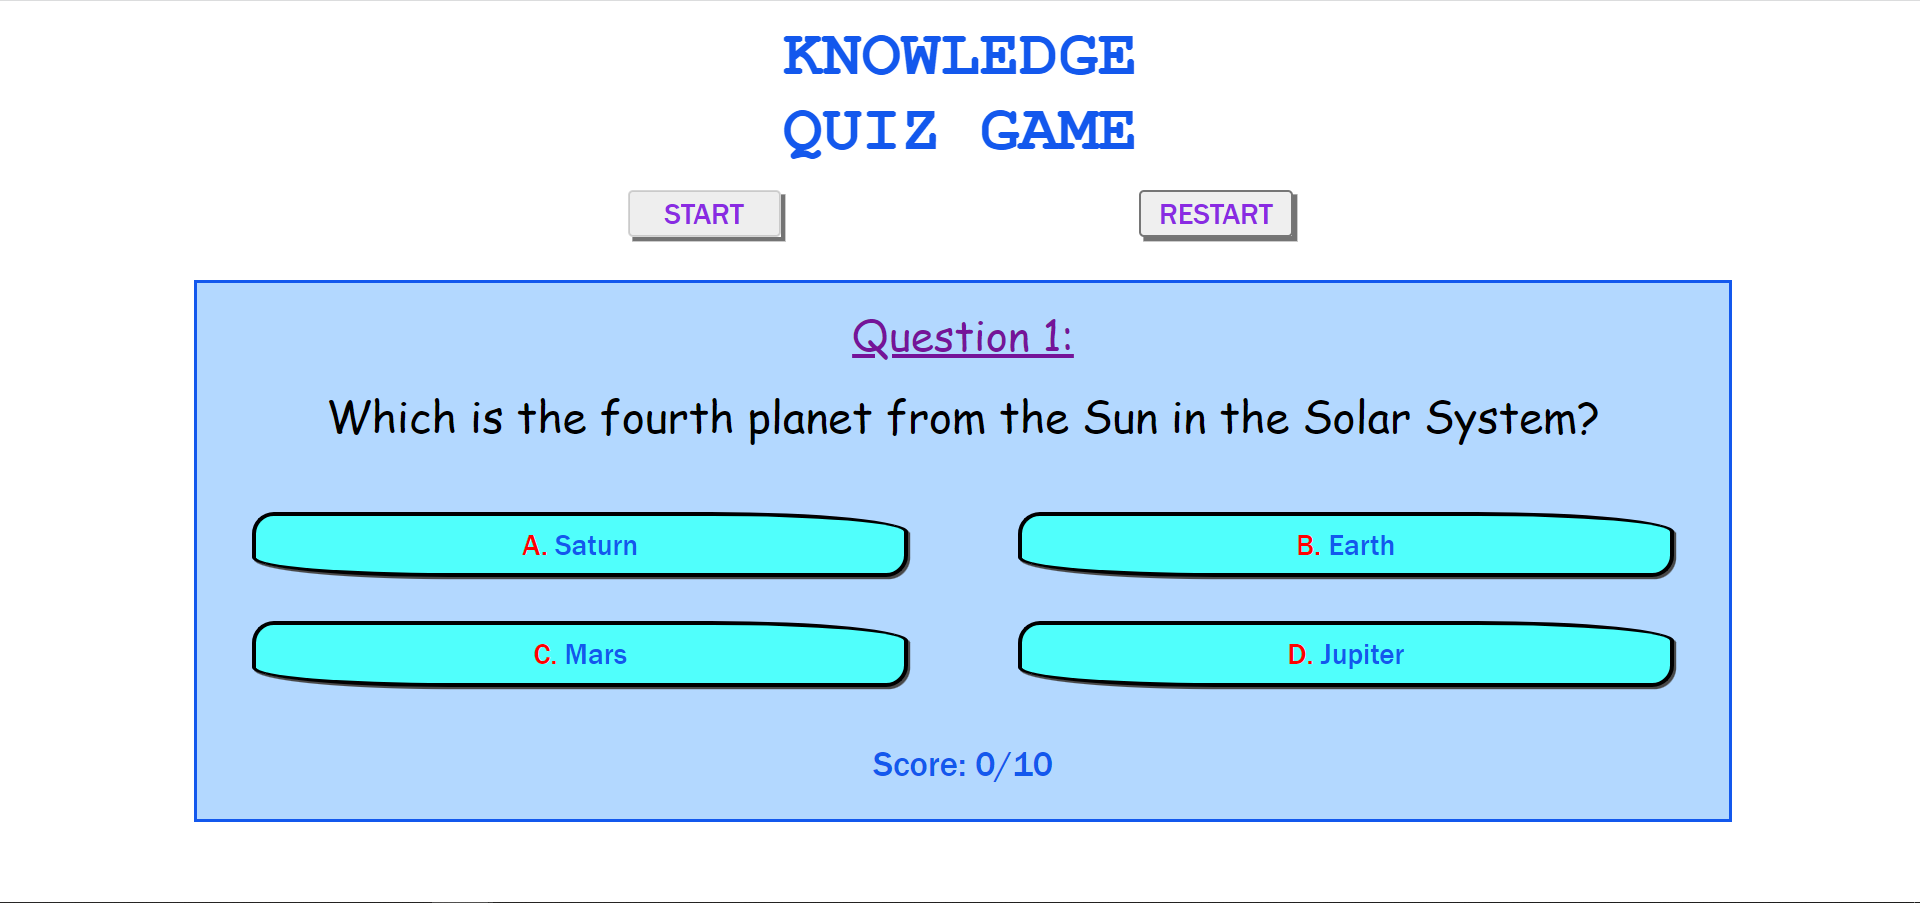 KNOWLEDGE
QUIZ GAME
START
RESTART
Question 1:
Which is the fourth planet from the Sun in the Solar System?
A. Saturn
B. Earth
C. Mars
D. Jupiter
Score: 0/10